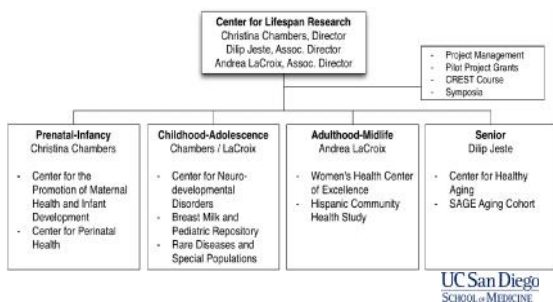 Center for Lifespan Research
Christina Chambers, Director
Dilip Jeste, Assoc. Director
Andrea LaCroix, Assoc. Director
- Project Management
- Pilot Project Grants
- CREST Course
- Symposia
Prenatal-Infancy
Christina Chambers
- Center for the
Promotion of Maternal
Health and Infant
Development
- Center for Perinatal
Health
Childhood-Adolescence
Chambers / LaCroix
- Center for Neuro-
developmental
Disorders
- Breast Milk and
Pediatric Repository
- Rare Diseases and
Special Populations
Adulthood-Midlife
Andrea LaCroix
- Women's Health Center
of Excellence
- Hispanic Community
Health Study
Senior
Dilip Jeste
- Center for Healthy
Aging
- SAGE Aging Cohort
UC San Diego
SCHOOL OF MEDICINE